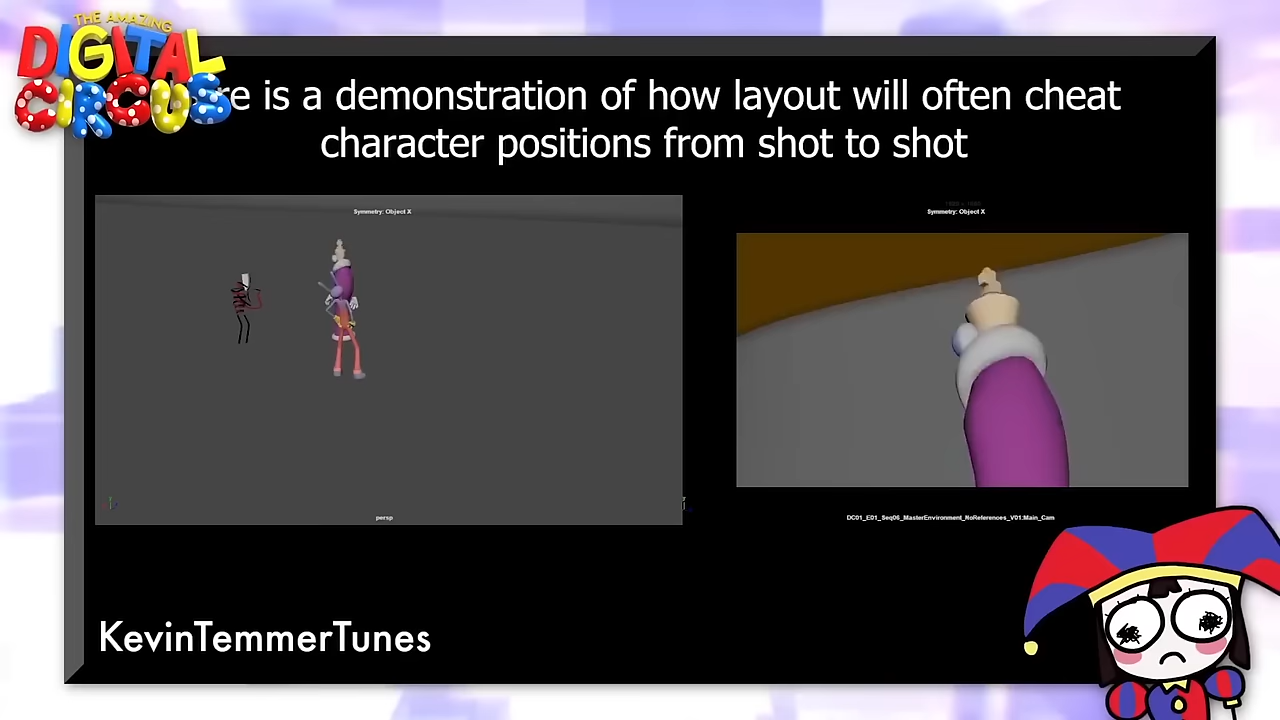 THE AMAZING
DIGITAL
CIRCUS
re is a demonstration of how layout will often cheat
character positions from shot to shot
Symmetry: Object X
Symmetry: Object X
persp
DC01_E01_Seq06_MasterEnvironment_NoReferences_V01:Main_Cam
KevinTemmerTunes